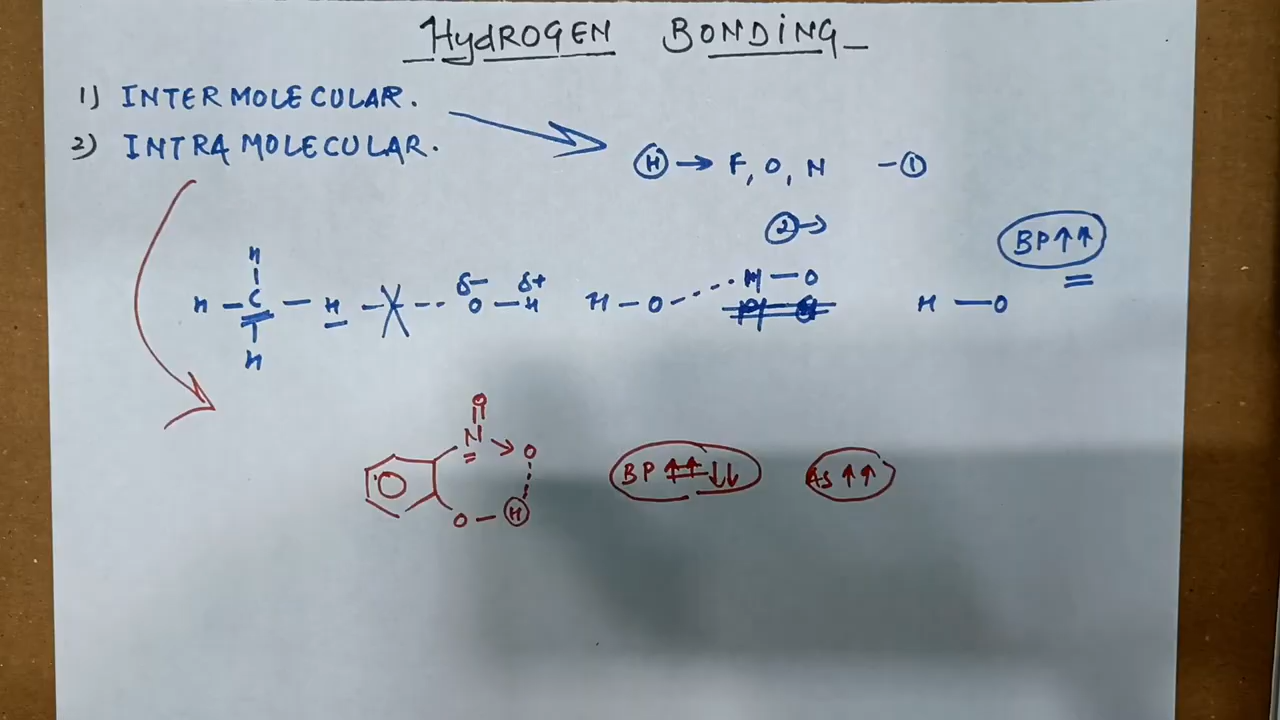 HydROGEN BONDING
1) INTERMOLECULAR.
2) INTRAMOLECULAR.
H → F, O, N - 1
2 →
BP ↑↑
H
H - C - H - - - O - H
δ- δ+
H
H - O - - - H - O
H - O
O
N → O
O - H
BP ↑↑ ↓↓
AS ↑↑